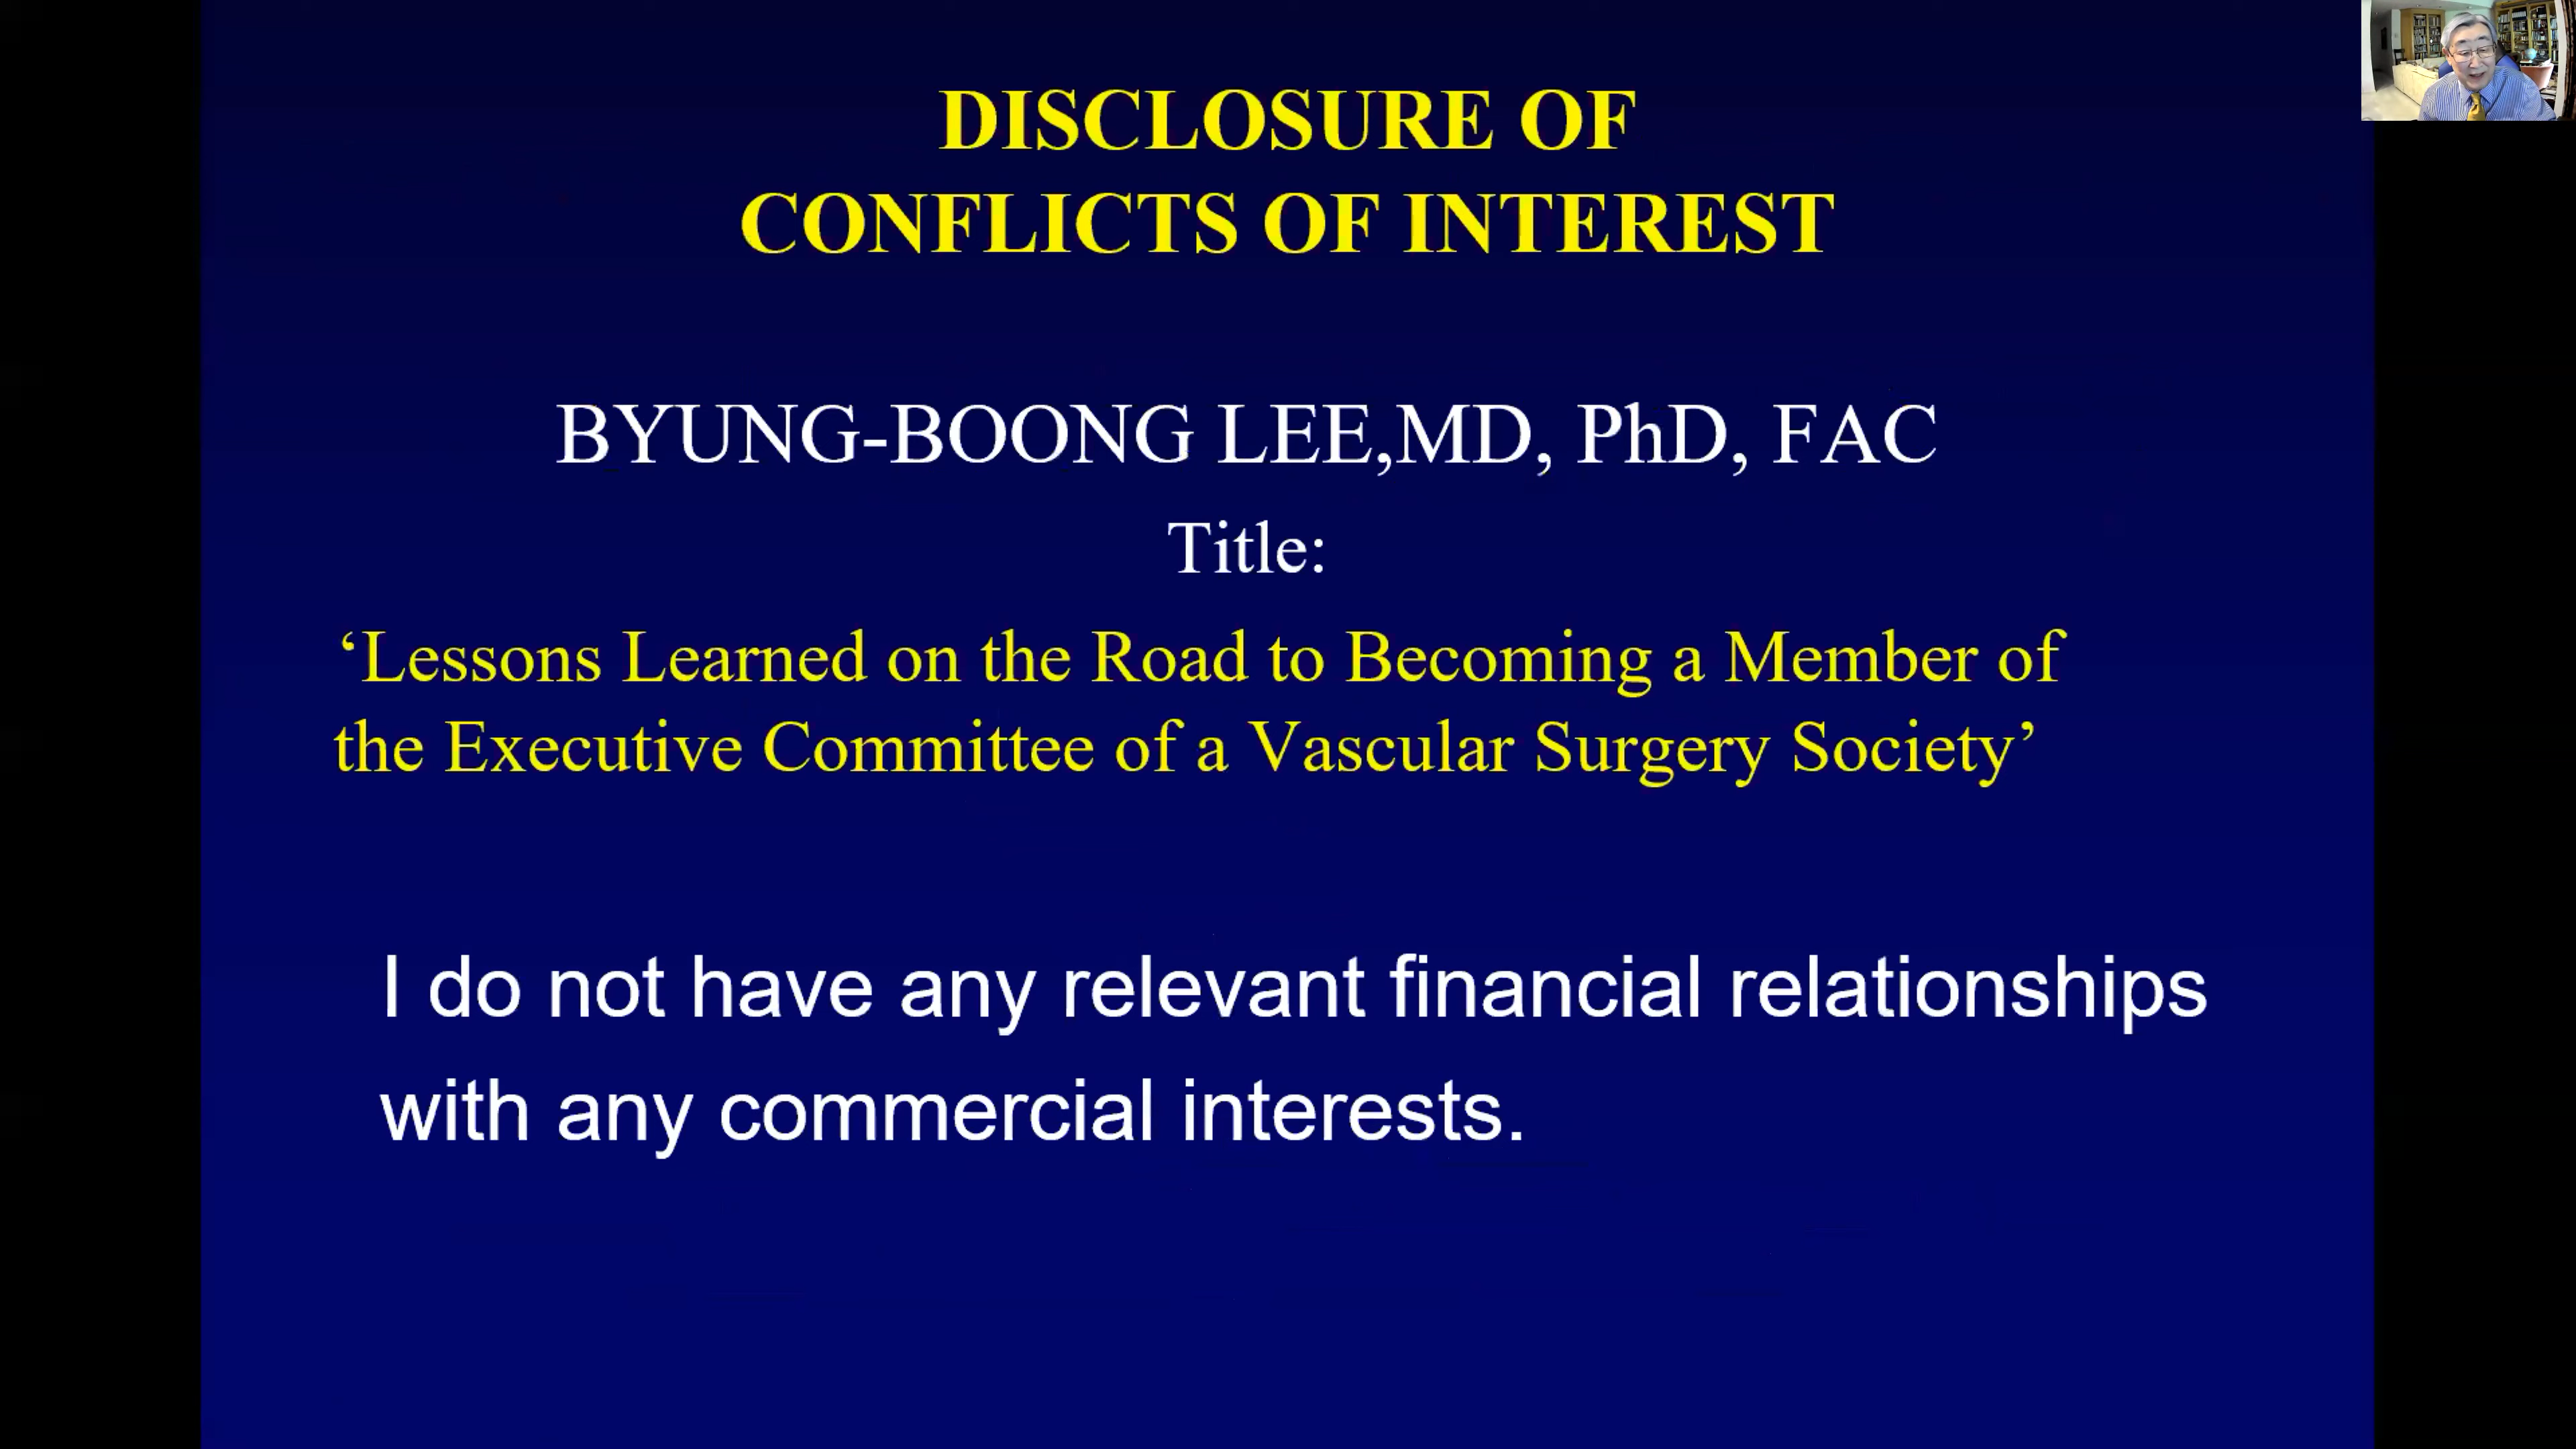 DISCLOSURE OF
CONFLICTS OF INTEREST
BYUNG-BOONG LEE,MD, PhD, FAC
Title:
‘Lessons Learned on the Road to Becoming a Member of
the Executive Committee of a Vascular Surgery Society’
I do not have any relevant financial relationships
with any commercial interests.